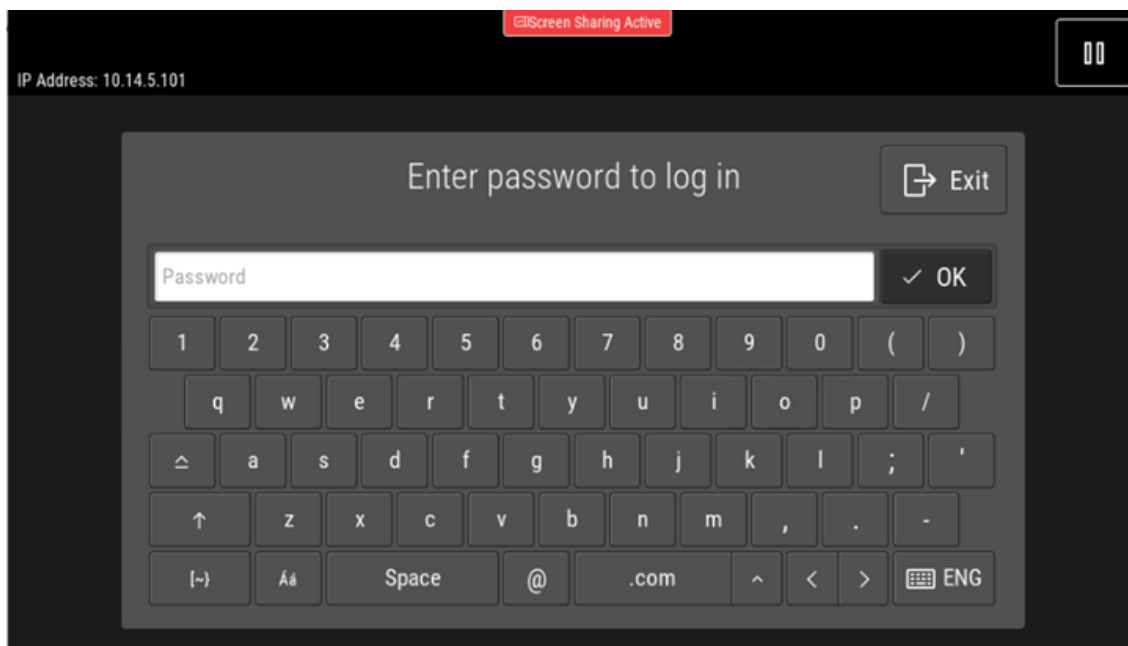 Screen Sharing Active
IP Address: 10.14.5.101
Enter password to log in
Exit
Password
OK
1 2 3 4 5 6 7 8 9 0 ( )
q w e r t y u i o p /
a s d f g h j k l ; '
z x c v b n m , . -
[~} Áá Space @ .com ^ < > ENG